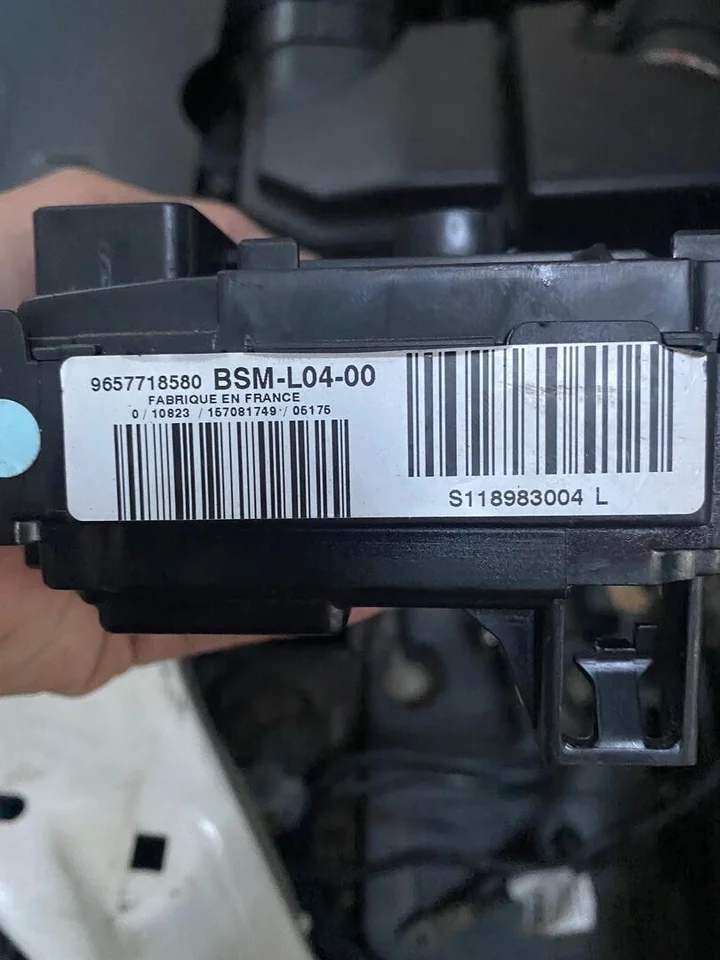 9657718580 BSM-L04-00
FABRIQUE EN FRANCE
0/10823/157081749/05175
S118983004 L